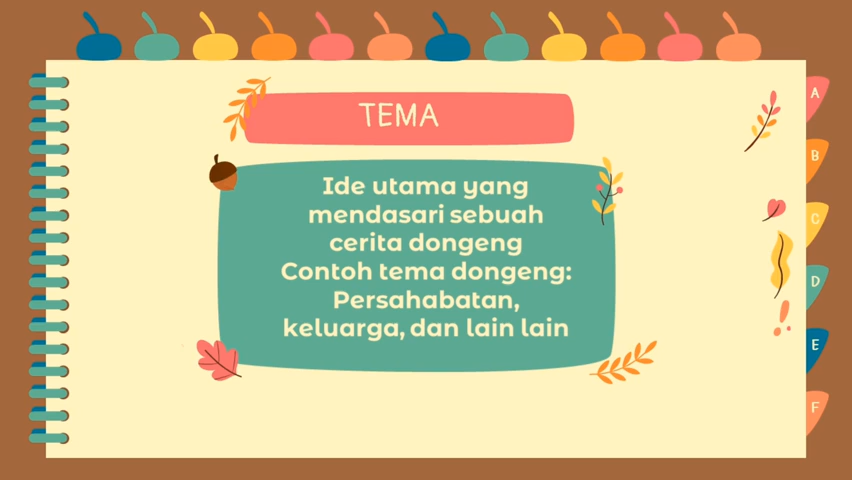 TEMA
Ide utama yang
mendasari sebuah
cerita dongeng
Contoh tema dongeng:
Persahabatan,
keluarga, dan lain lain
A
B
C
D
E
F